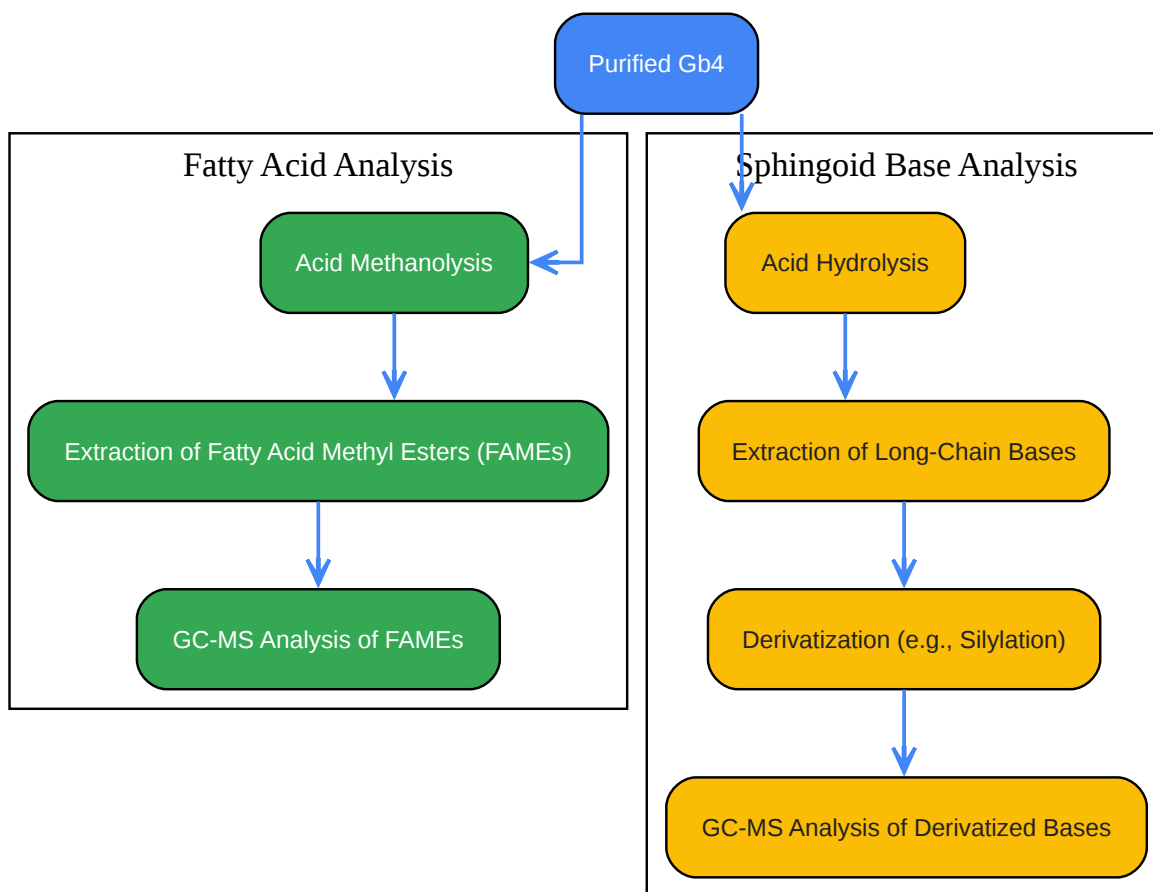 Purified Gb4
Fatty Acid Analysis
Acid Methanolysis
Extraction of Fatty Acid Methyl Esters (FAMEs)
GC-MS Analysis of FAMEs
Sphingoid Base Analysis
Acid Hydrolysis
Extraction of Long-Chain Bases
Derivatization (e.g., Silylation)
GC-MS Analysis of Derivatized Bases